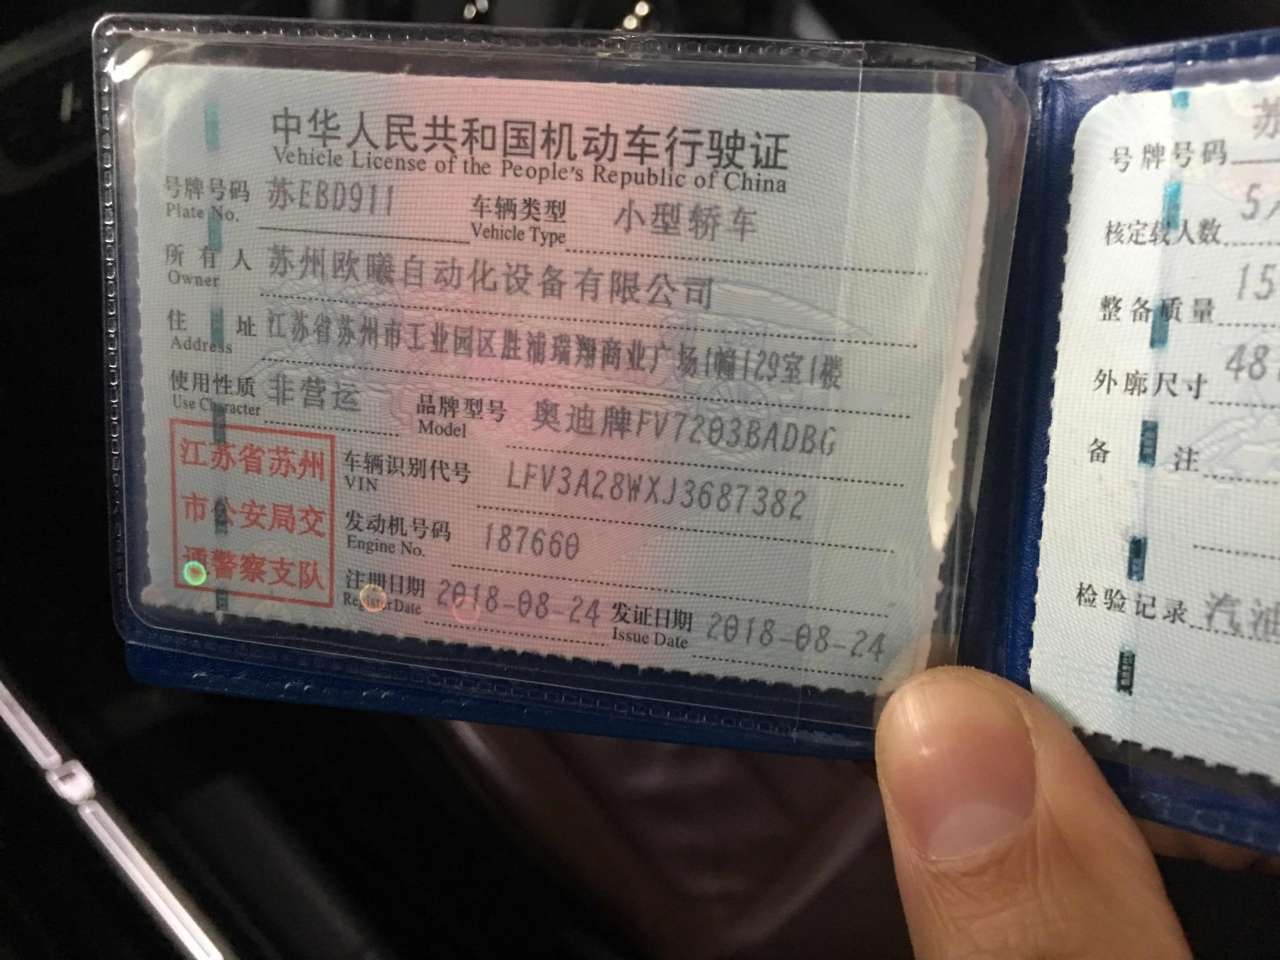 中华人民共和国机动车行驶证
Vehicle License of the People's Republic of China
号牌号码 苏EBD911 车辆类型 小型轿车
Plate No. Vehicle Type
所有人 苏州欧曦自动化设备有限公司
Owner
住址 江苏省苏州市工业园区胜浦瑞翔商业广场1幢129室1楼
Address
使用性质 非营运 品牌型号 奥迪牌FV7203BADBG
Use Character Model
江苏省苏州
市公安局交
通警察支队
车辆识别代号 LFV3A28WXJ3687382
VIN
发动机号码 187660
Engine No.
注册日期 2018-08-24 发证日期 2018-08-24
Register Date Issue Date
号牌号码 苏
核定载人数 5
整备质量 15
外廓尺寸 48
备注
检验记录 汽油